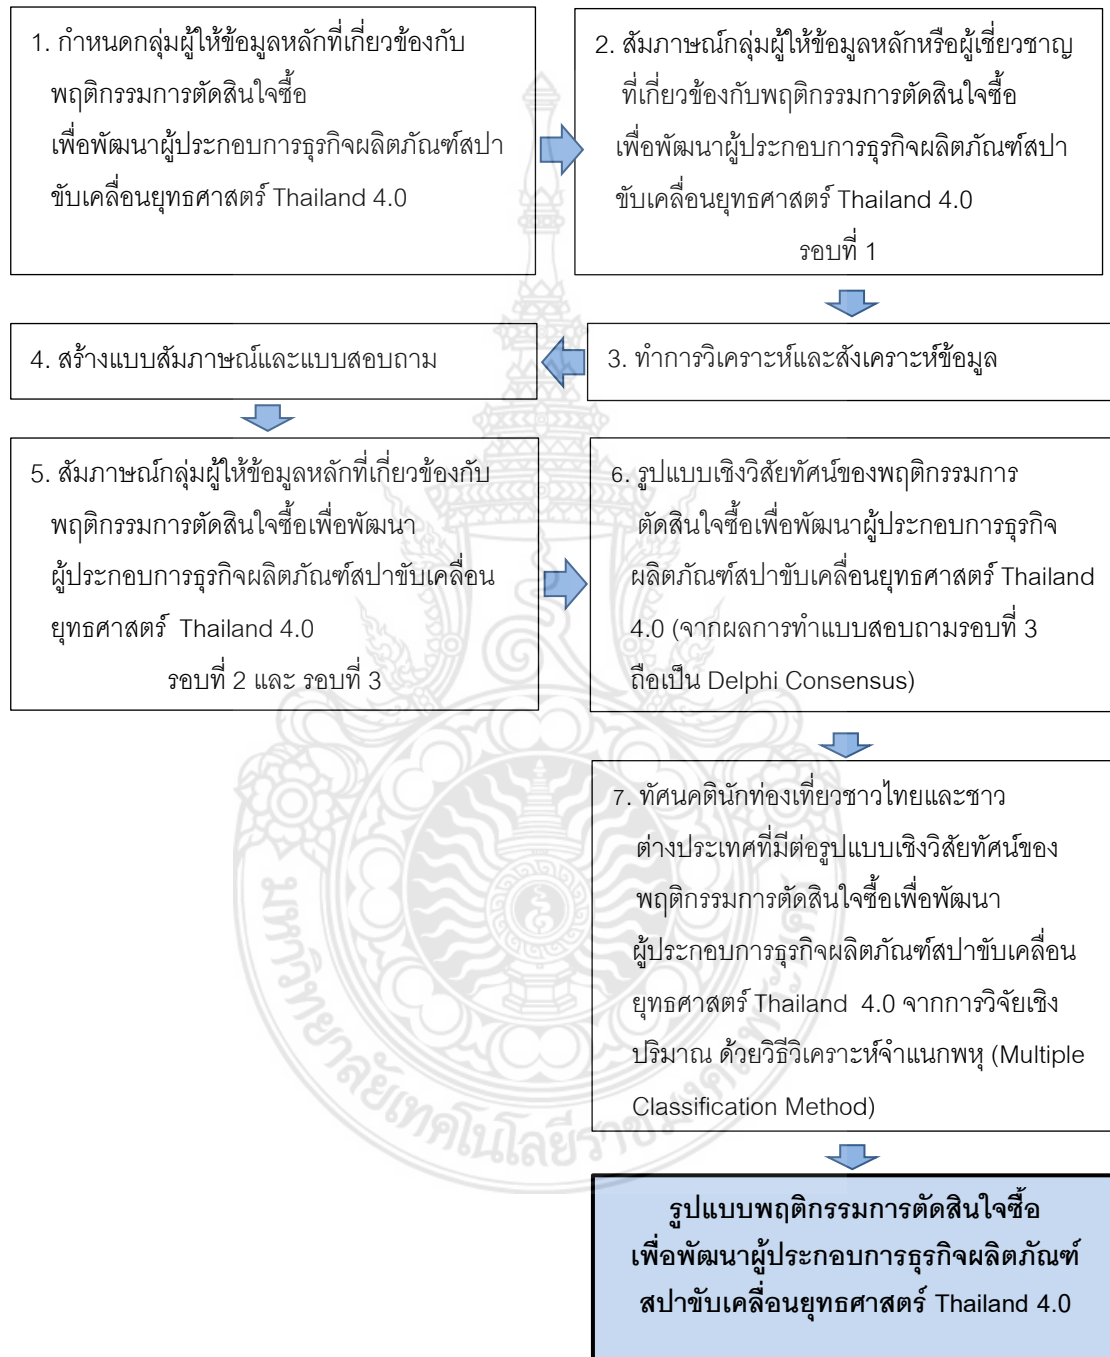 1. กำหนดกลุ่มผู้ให้ข้อมูลหลักที่เกี่ยวข้องกับ
พฤติกรรมการตัดสินใจซื้อ
เพื่อพัฒนาผู้ประกอบการธุรกิจผลิตภัณฑ์สปา
ขับเคลื่อนยุทธศาสตร์ Thailand 4.0
2. สัมภาษณ์กลุ่มผู้ให้ข้อมูลหลักหรือผู้เชี่ยวชาญ
ที่เกี่ยวข้องกับพฤติกรรมการตัดสินใจซื้อ
เพื่อพัฒนาผู้ประกอบการธุรกิจผลิตภัณฑ์สปา
ขับเคลื่อนยุทธศาสตร์ Thailand 4.0
รอบที่ 1
3. ทำการวิเคราะห์และสังเคราะห์ข้อมูล
4. สร้างแบบสัมภาษณ์และแบบสอบถาม
5. สัมภาษณ์กลุ่มผู้ให้ข้อมูลหลักที่เกี่ยวข้องกับ
พฤติกรรมการตัดสินใจซื้อเพื่อพัฒนา
ผู้ประกอบการธุรกิจผลิตภัณฑ์สปาขับเคลื่อน
ยุทธศาสตร์ Thailand 4.0
รอบที่ 2 และ รอบที่ 3
6. รูปแบบเชิงวิสัยทัศน์ของพฤติกรรมการ
ตัดสินใจซื้อเพื่อพัฒนาผู้ประกอบการธุรกิจ
ผลิตภัณฑ์สปาขับเคลื่อนยุทธศาสตร์ Thailand
4.0 (จากผลการทำแบบสอบถามรอบที่ 3
ถือเป็น Delphi Consensus)
7. ทัศนคตินักท่องเที่ยวชาวไทยและชาว
ต่างประเทศที่มีต่อรูปแบบเชิงวิสัยทัศน์ของ
พฤติกรรมการตัดสินใจซื้อเพื่อพัฒนา
ผู้ประกอบการธุรกิจผลิตภัณฑ์สปาขับเคลื่อน
ยุทธศาสตร์ Thailand 4.0 จากการวิจัยเชิง
ปริมาณ ด้วยวิธีวิเคราะห์จำแนกพหุ (Multiple
Classification Method)
รูปแบบพฤติกรรมการตัดสินใจซื้อ
เพื่อพัฒนาผู้ประกอบการธุรกิจผลิตภัณฑ์
สปาขับเคลื่อนยุทธศาสตร์ Thailand 4.0
มหาวิทยาลัยเทคโนโลยีราชมงคลพระนคร